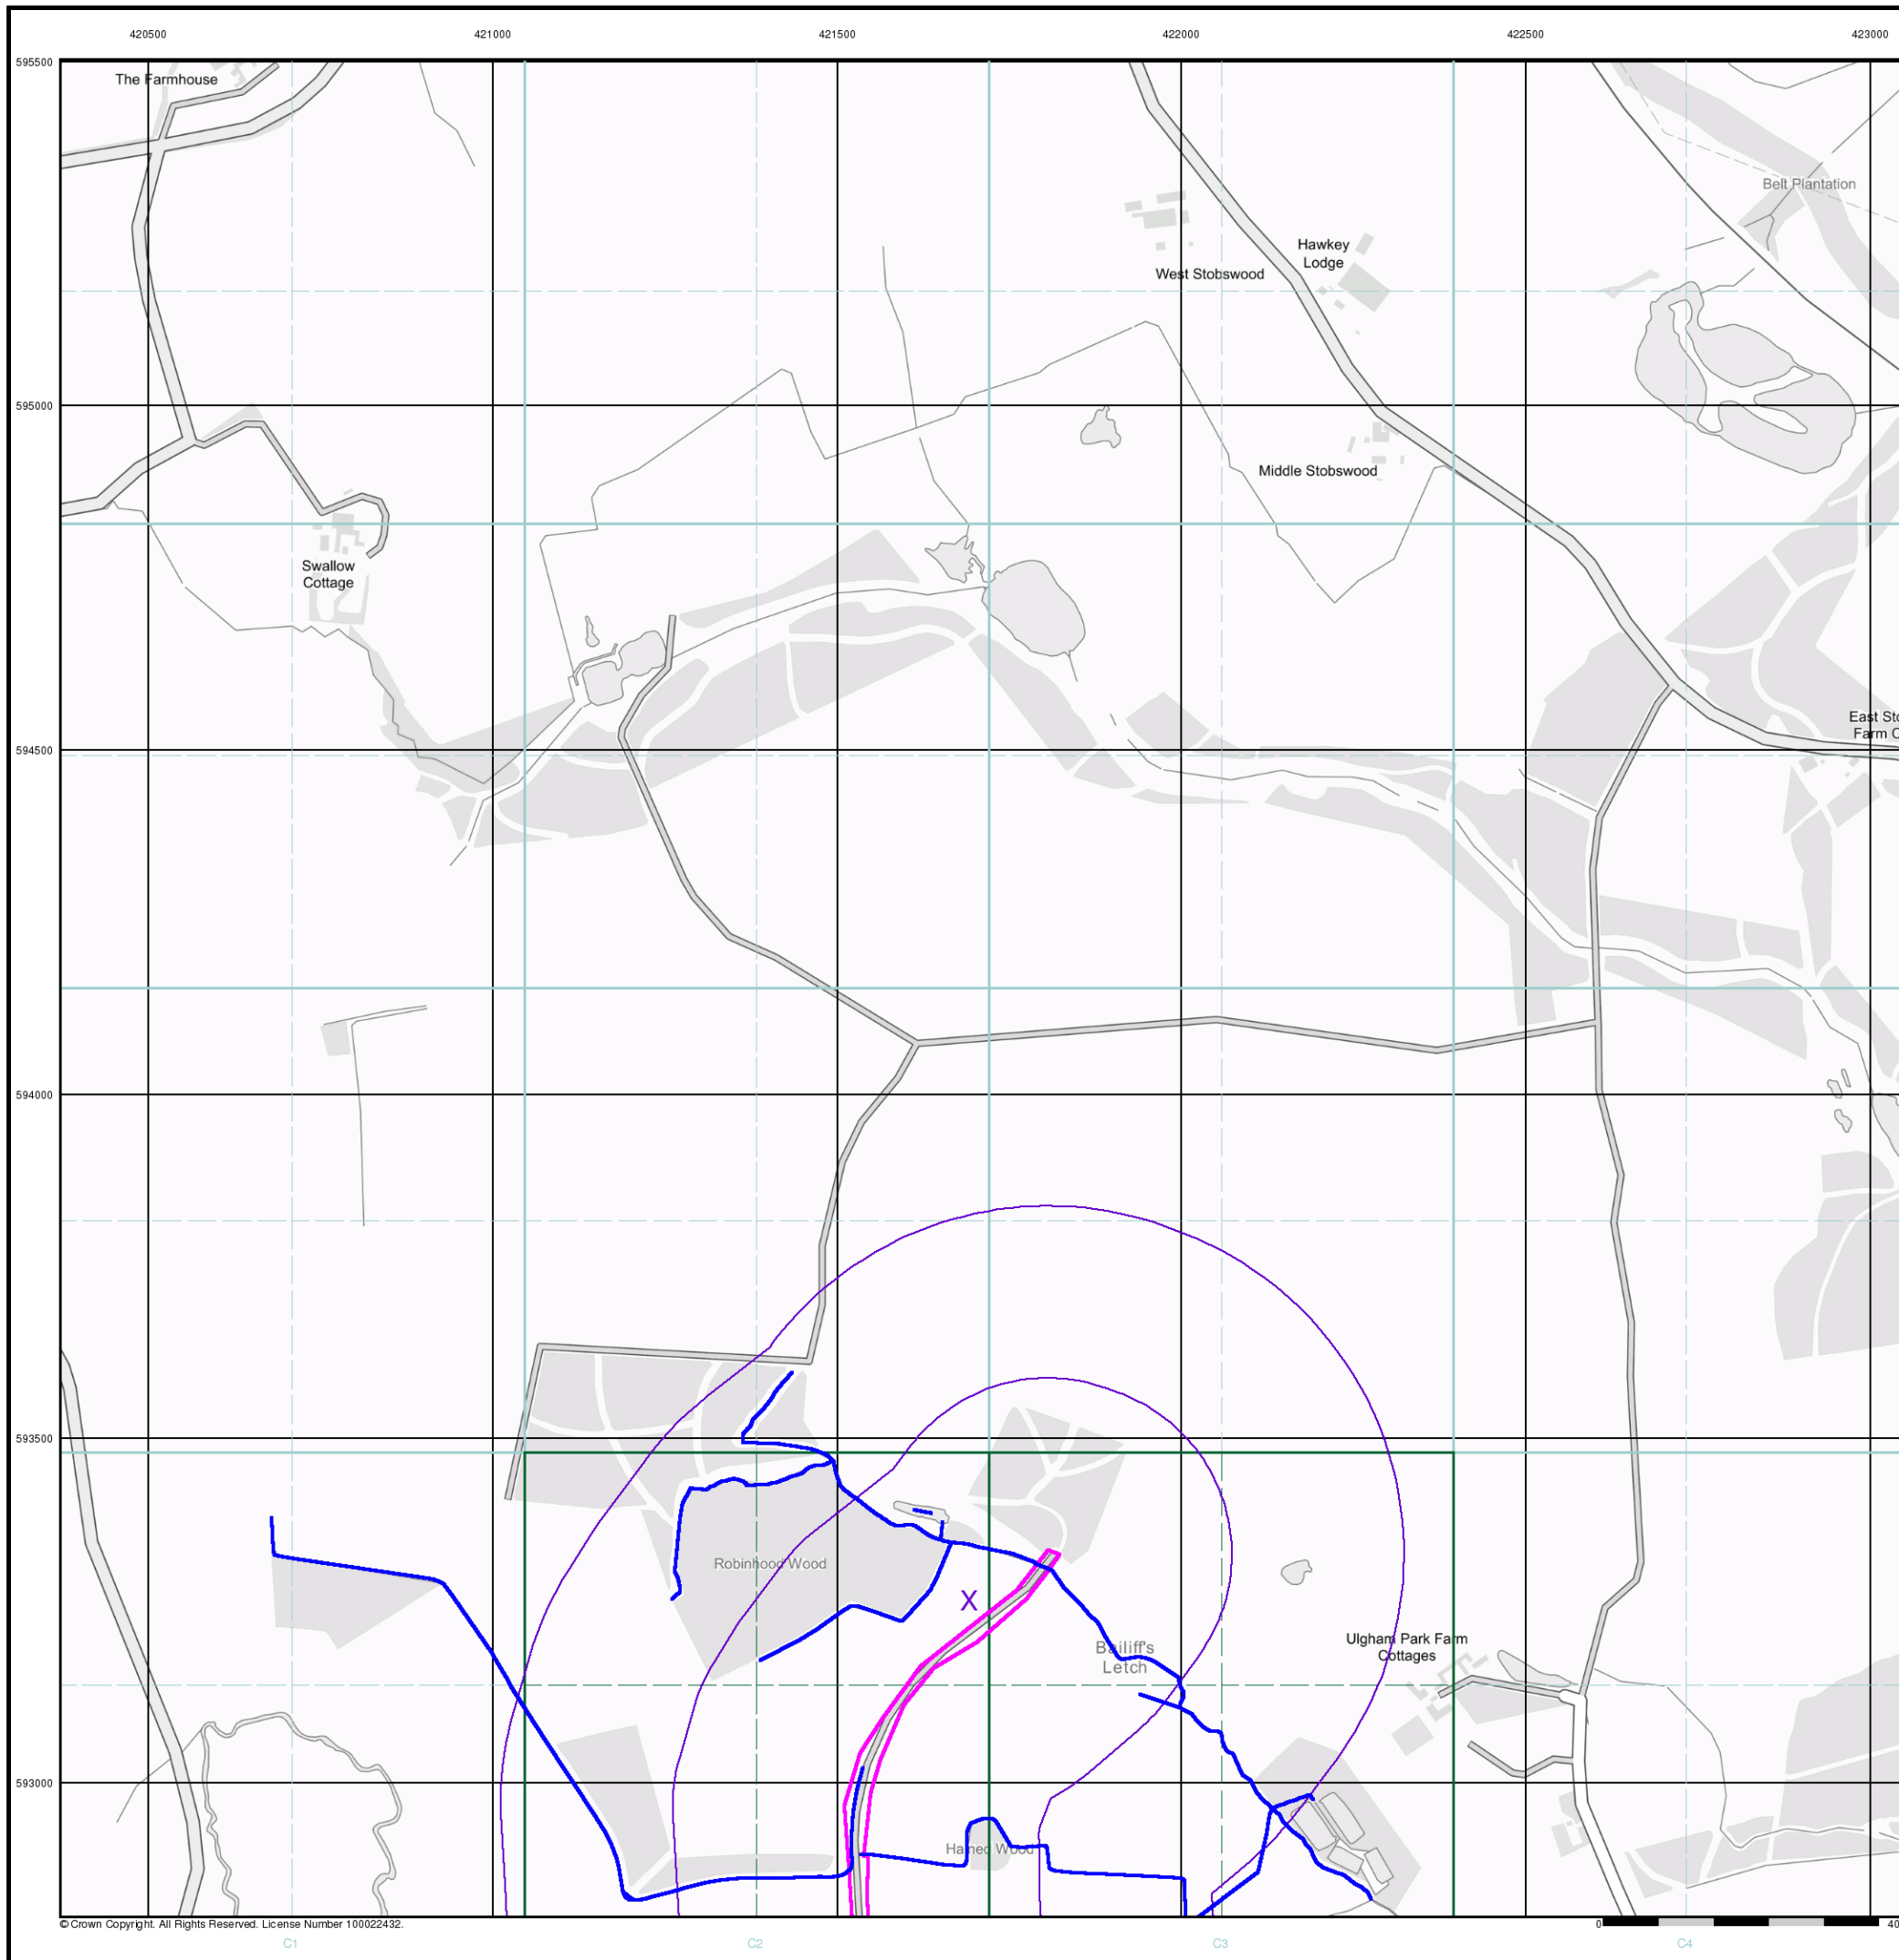 420500 421000 421500 422000 422500 423000
595500
The Farmhouse
Belt Plantation
Hawkey
Lodge
West Stobswood
595000
Middle Stobswood
Swallow
Cottage
East Sto
Farm C
594500
594000
593500
Robinhood Wood
X
Bailiff's
Letch
Ulgham Park Farm
Cottages
593000
Harned Wood
© Crown Copyright. All Rights Reserved. License Number 100022432.
0 40
C1 C2 C3 C4